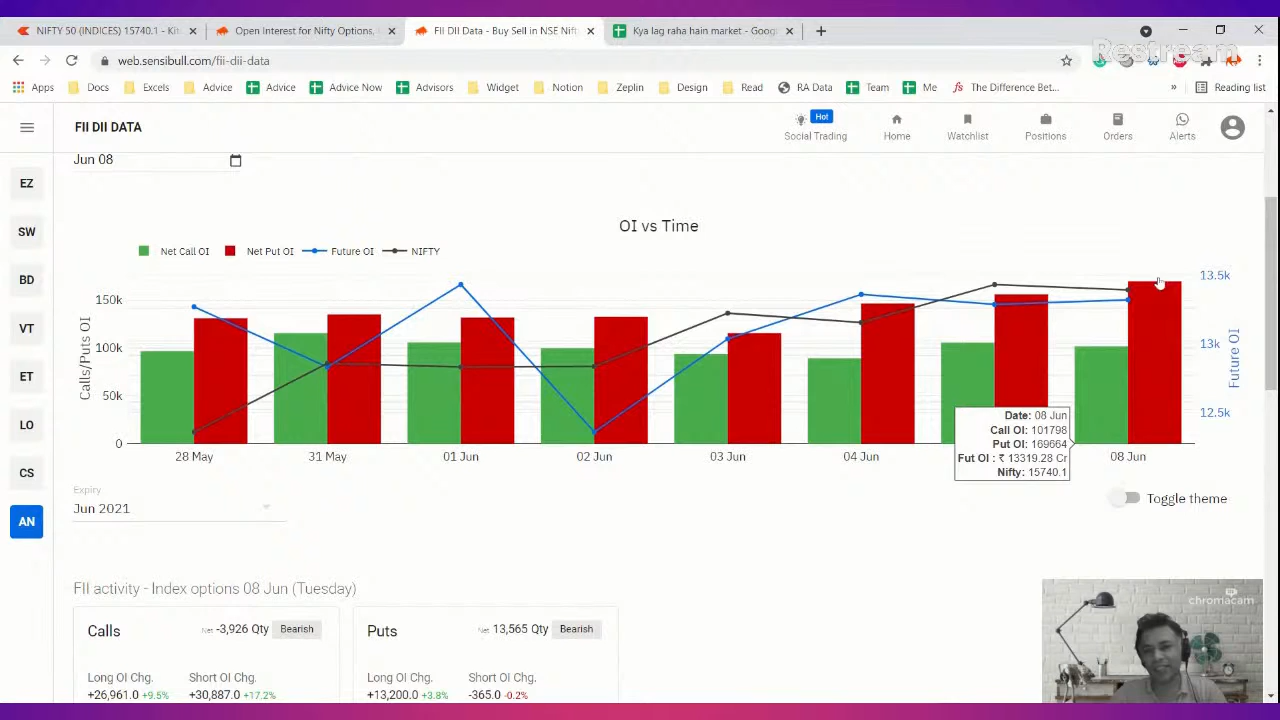 NIFTY 50 (INDICES) 15740.1 - Kit
Open Interest for Nifty Options,
FII DII Data - Buy Sell in NSE Nift
Kya lag raha hain market - Googl
Restream
web.sensibull.com/fii-dii-data
Apps
Docs
Execs
Advice
Advice
Advice Now
Advisors
Widget
Notion
Zeplin
Design
Read
RA Data
Team
Me
The Difference Bet...
»
Reading list
FII DII DATA
Hot
Social Trading
Home
Watchlist
Positions
Orders
Alerts
Jun 08
EZ
SW
BD
VT
ET
LO
CS
AN
OI vs Time
Net Call OI
Net Put OI
Future OI
NIFTY
150k
100k
50k
0
Calls/Puts OI
13.5k
13k
12.5k
Future OI
28 May
31 May
01 Jun
02 Jun
03 Jun
04 Jun
08 Jun
Date: 08 Jun
Call OI: 101798
Put OI: 169664
Fut OI : ₹ 13319.28 Cr
Nifty: 15740.1
Expiry
Jun 2021
Toggle theme
FII activity - Index options 08 Jun (Tuesday)
Calls
Net -3,926 Qty
Bearish
Long OI Chg.
Short OI Chg.
+26,961.0 +9.5%
+30,887.0 +17.2%
Puts
Net 13,565 Qty
Bearish
Long OI Chg.
Short OI Chg.
+13,200.0 +3.8%
-365.0 -0.2%
chromacam